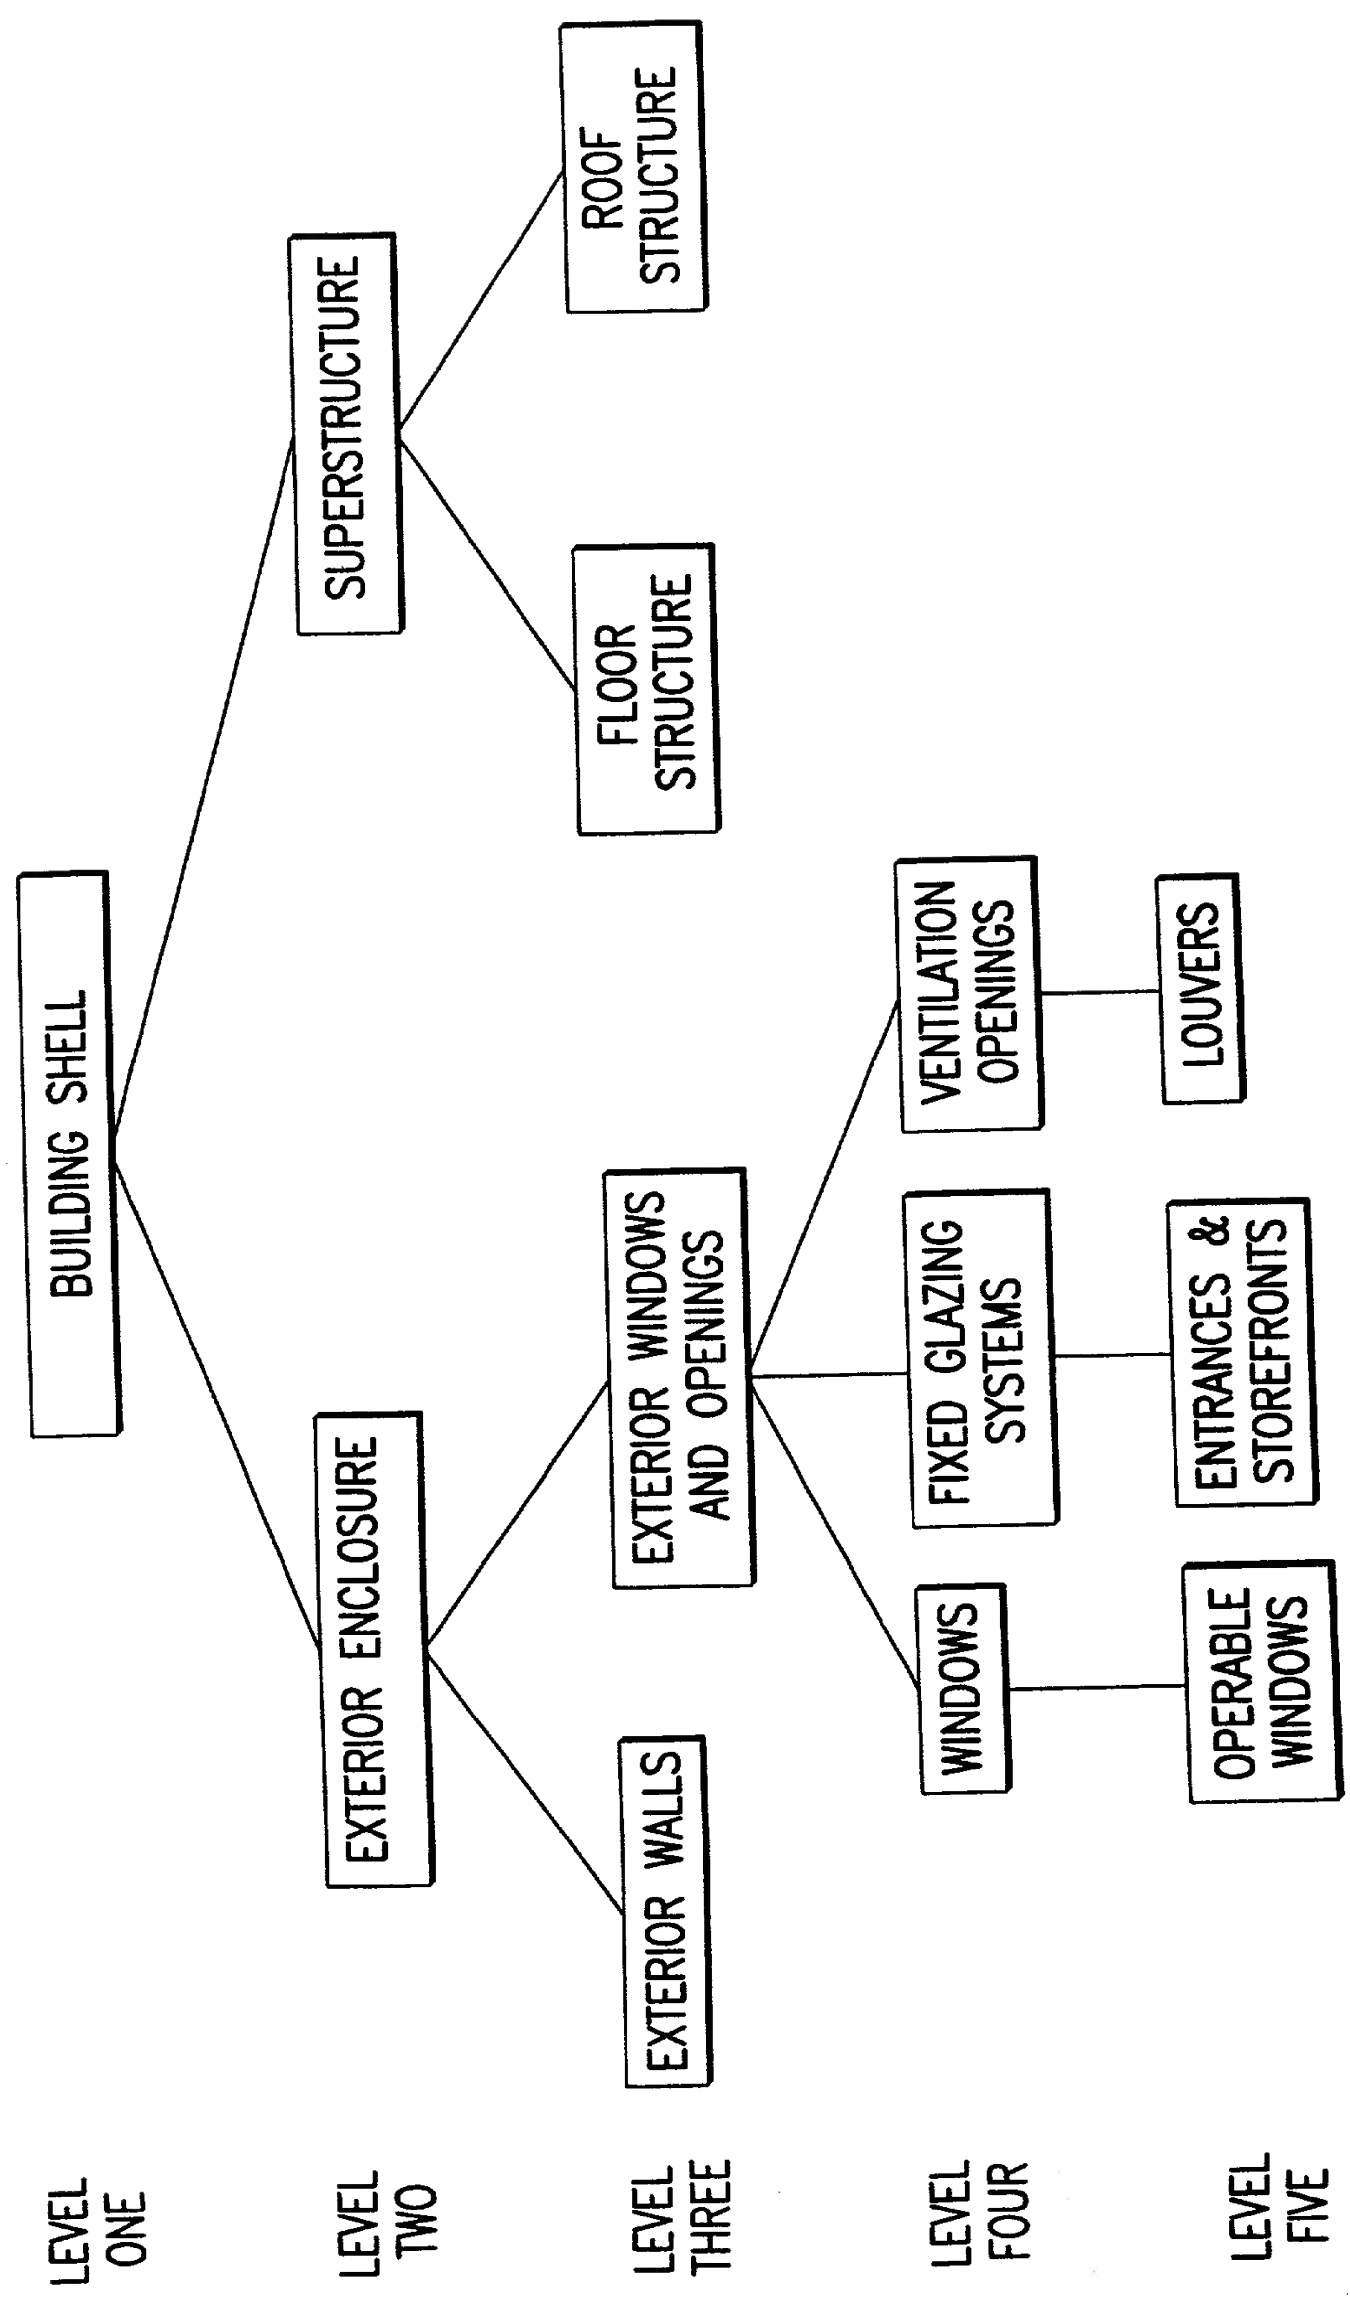 LEVEL
ONE
BUILDING SHELL
LEVEL
TWO
EXTERIOR ENCLOSURE
SUPERSTRUCTURE
LEVEL
THREE
EXTERIOR WALLS
EXTERIOR WINDOWS
AND OPENINGS
FLOOR
STRUCTURE
ROOF
STRUCTURE
LEVEL
FOUR
WINDOWS
FIXED GLAZING
SYSTEMS
VENTILATION
OPENINGS
LEVEL
FIVE
OPERABLE
WINDOWS
ENTRANCES &
STOREFRONTS
LOUVERS